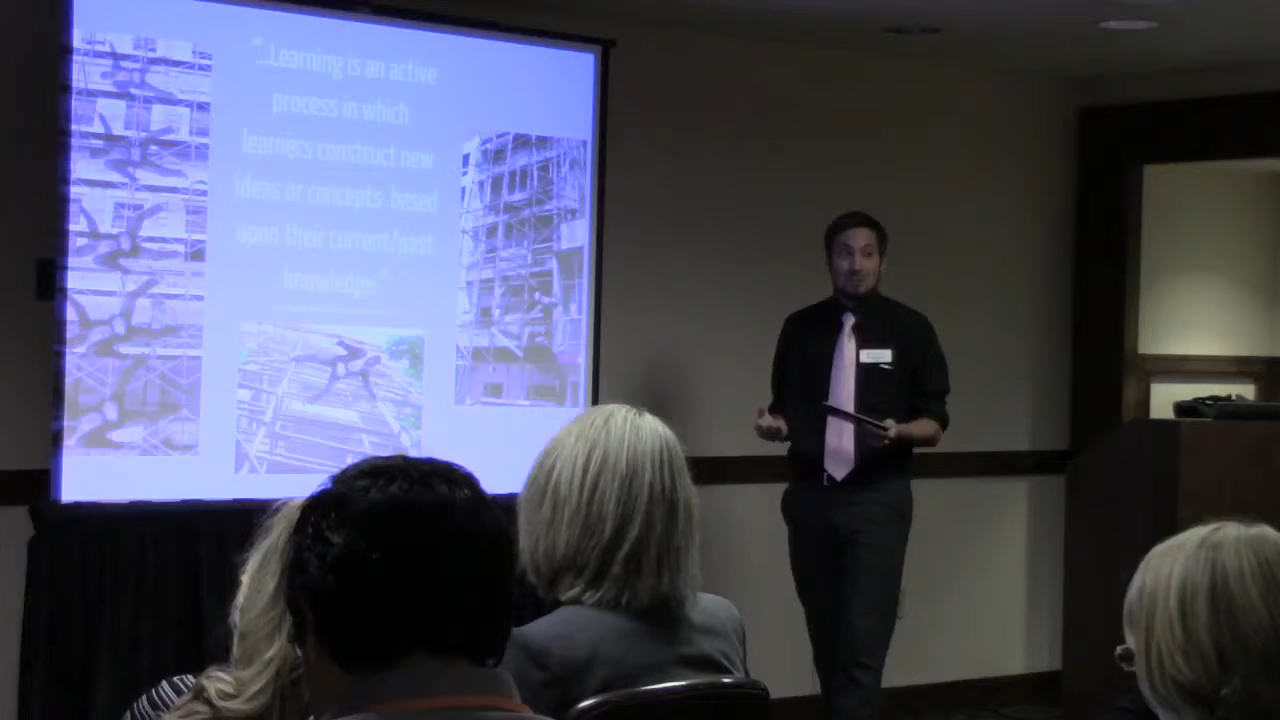 "...Learning is an active
process in which
learners construct new
ideas or concepts based
upon their current/past
knowledge"